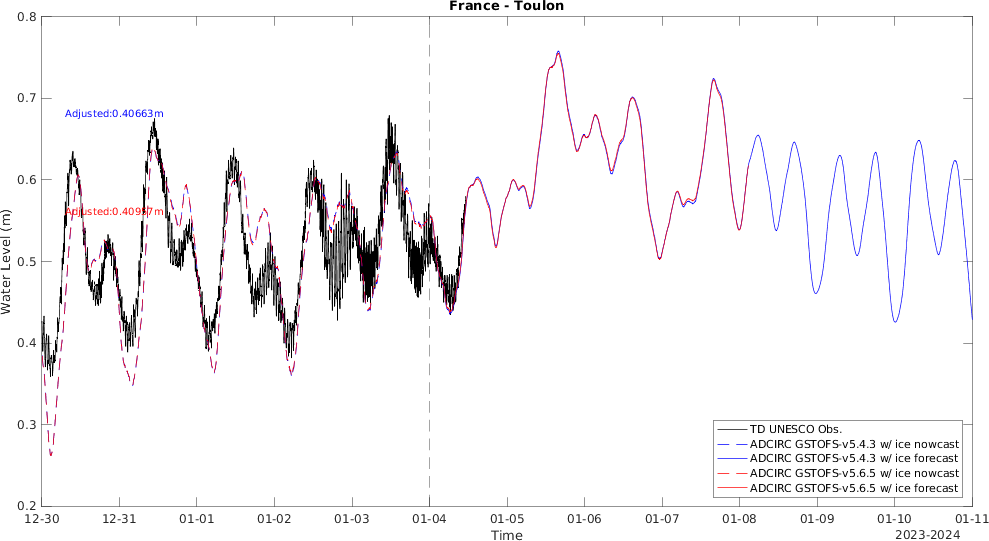 France - Toulon
0.8
0.7
0.6
0.5
0.4
0.3
0.2
Water Level (m)
Adjusted:0.40663m
Adjusted:0.40957m
TD UNESCO Obs.
ADCIRC GSTOFS-v5.4.3 w/ ice nowcast
ADCIRC GSTOFS-v5.4.3 w/ ice forecast
ADCIRC GSTOFS-v5.6.5 w/ ice nowcast
ADCIRC GSTOFS-v5.6.5 w/ ice forecast
12-30 12-31 01-01 01-02 01-03 01-04 01-05 01-06 01-07 01-08 01-09 01-10 01-11
Time
2023-2024